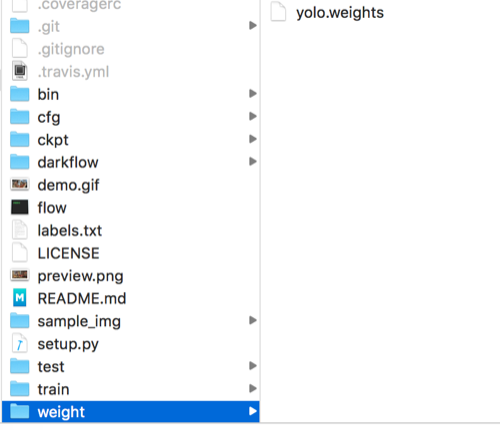 .coveragerc
.git
.gitignore
.travis.yml
bin
cfg
ckpt
darkflow
demo.gif
flow
labels.txt
LICENSE
preview.png
README.md
sample_img
setup.py
test
train
weight
yolo.weights